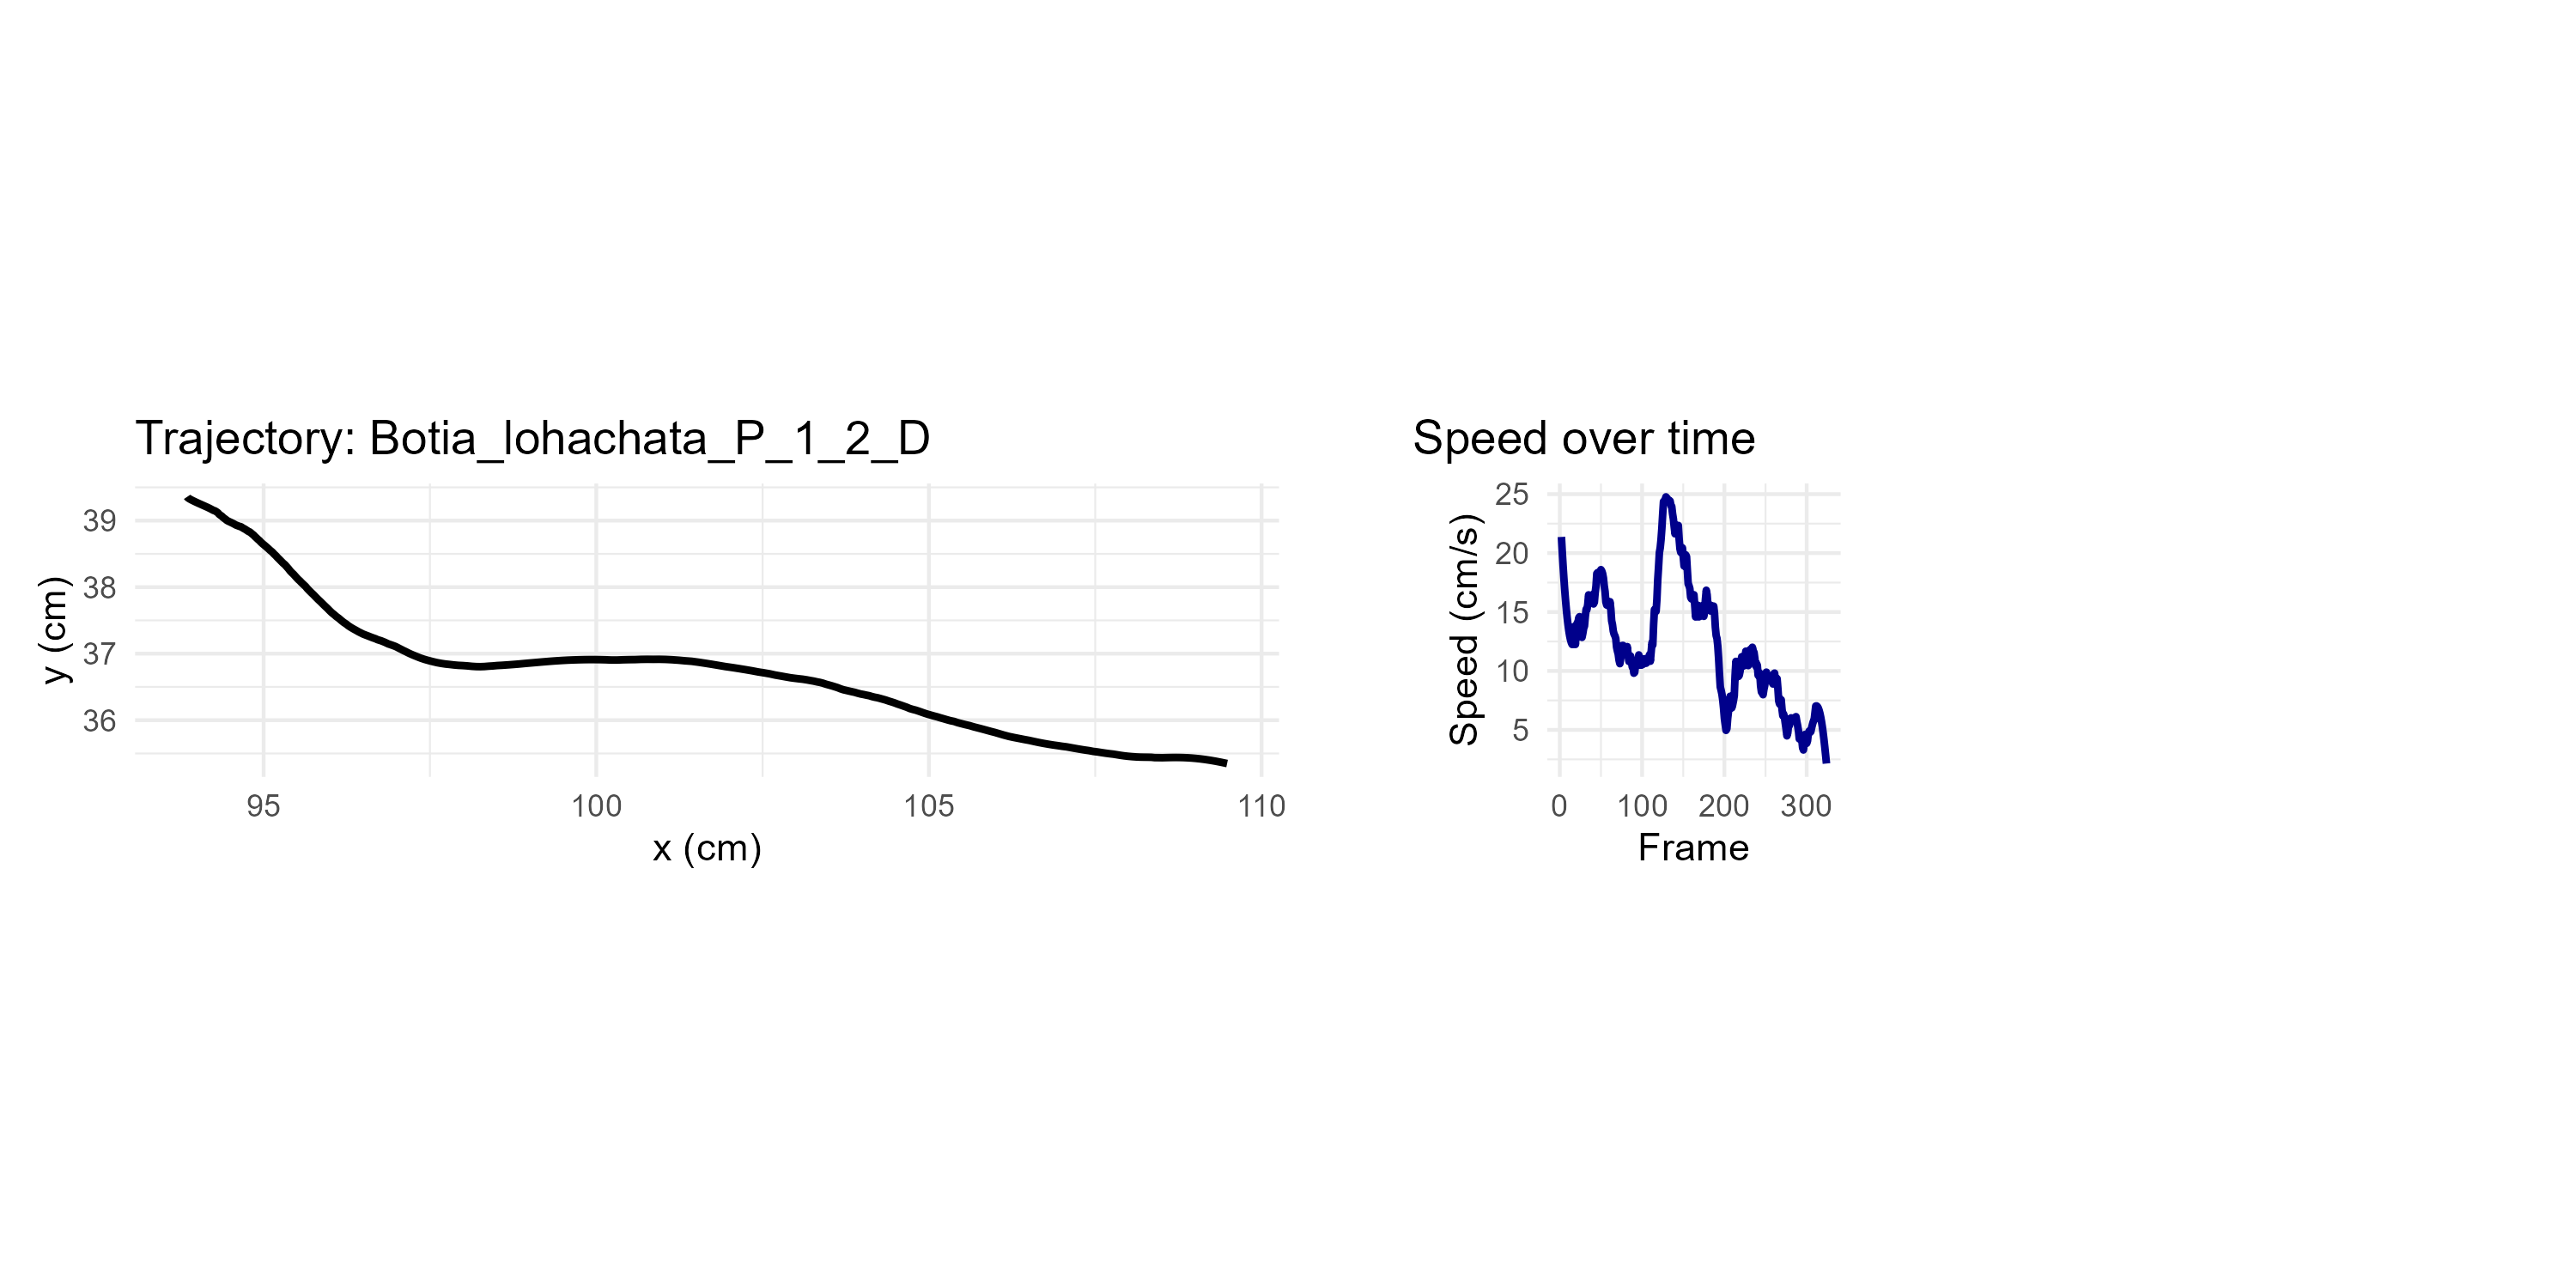 Trajectory: Botia_lohachata_P_1_2_D
39
38
37
36
y (cm)
95 100 105 110
x (cm)
Speed over time
25
20
15
10
5
Speed (cm/s)
0 100 200 300
Frame